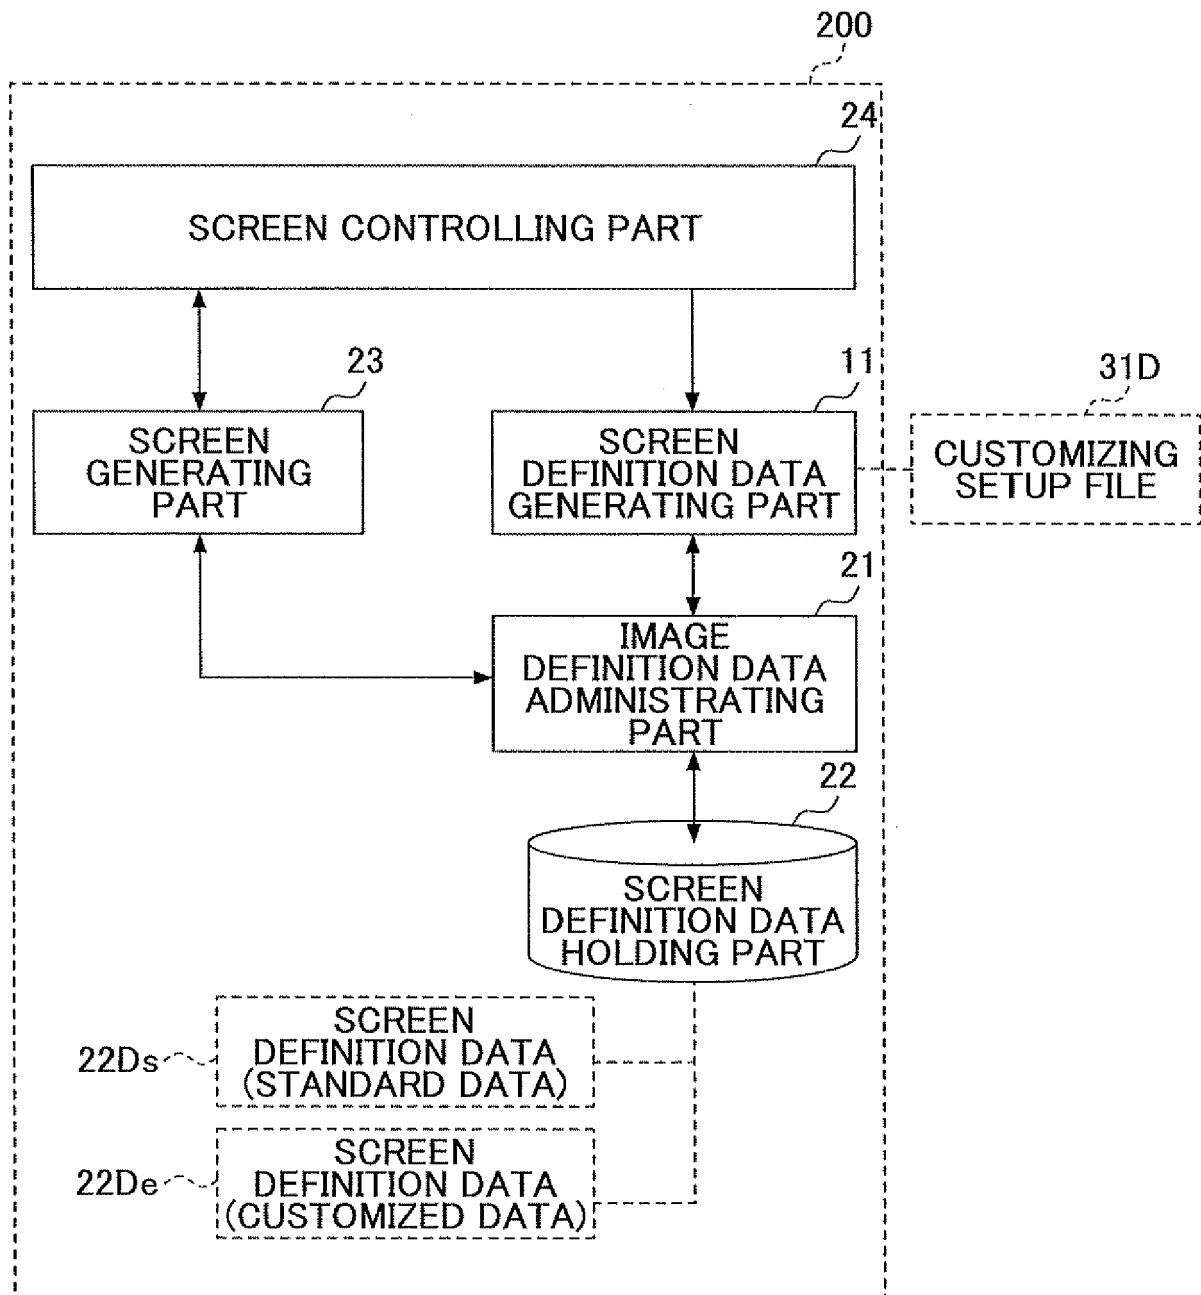 200
24
SCREEN CONTROLLING PART
23
SCREEN
GENERATING
PART
11
SCREEN
DEFINITION DATA
GENERATING PART
31D
CUSTOMIZING
SETUP FILE
21
IMAGE
DEFINITION DATA
ADMINISTRATING
PART
22
SCREEN
DEFINITION DATA
HOLDING PART
22Ds
SCREEN
DEFINITION DATA
(STANDARD DATA)
22De
SCREEN
DEFINITION DATA
(CUSTOMIZED DATA)